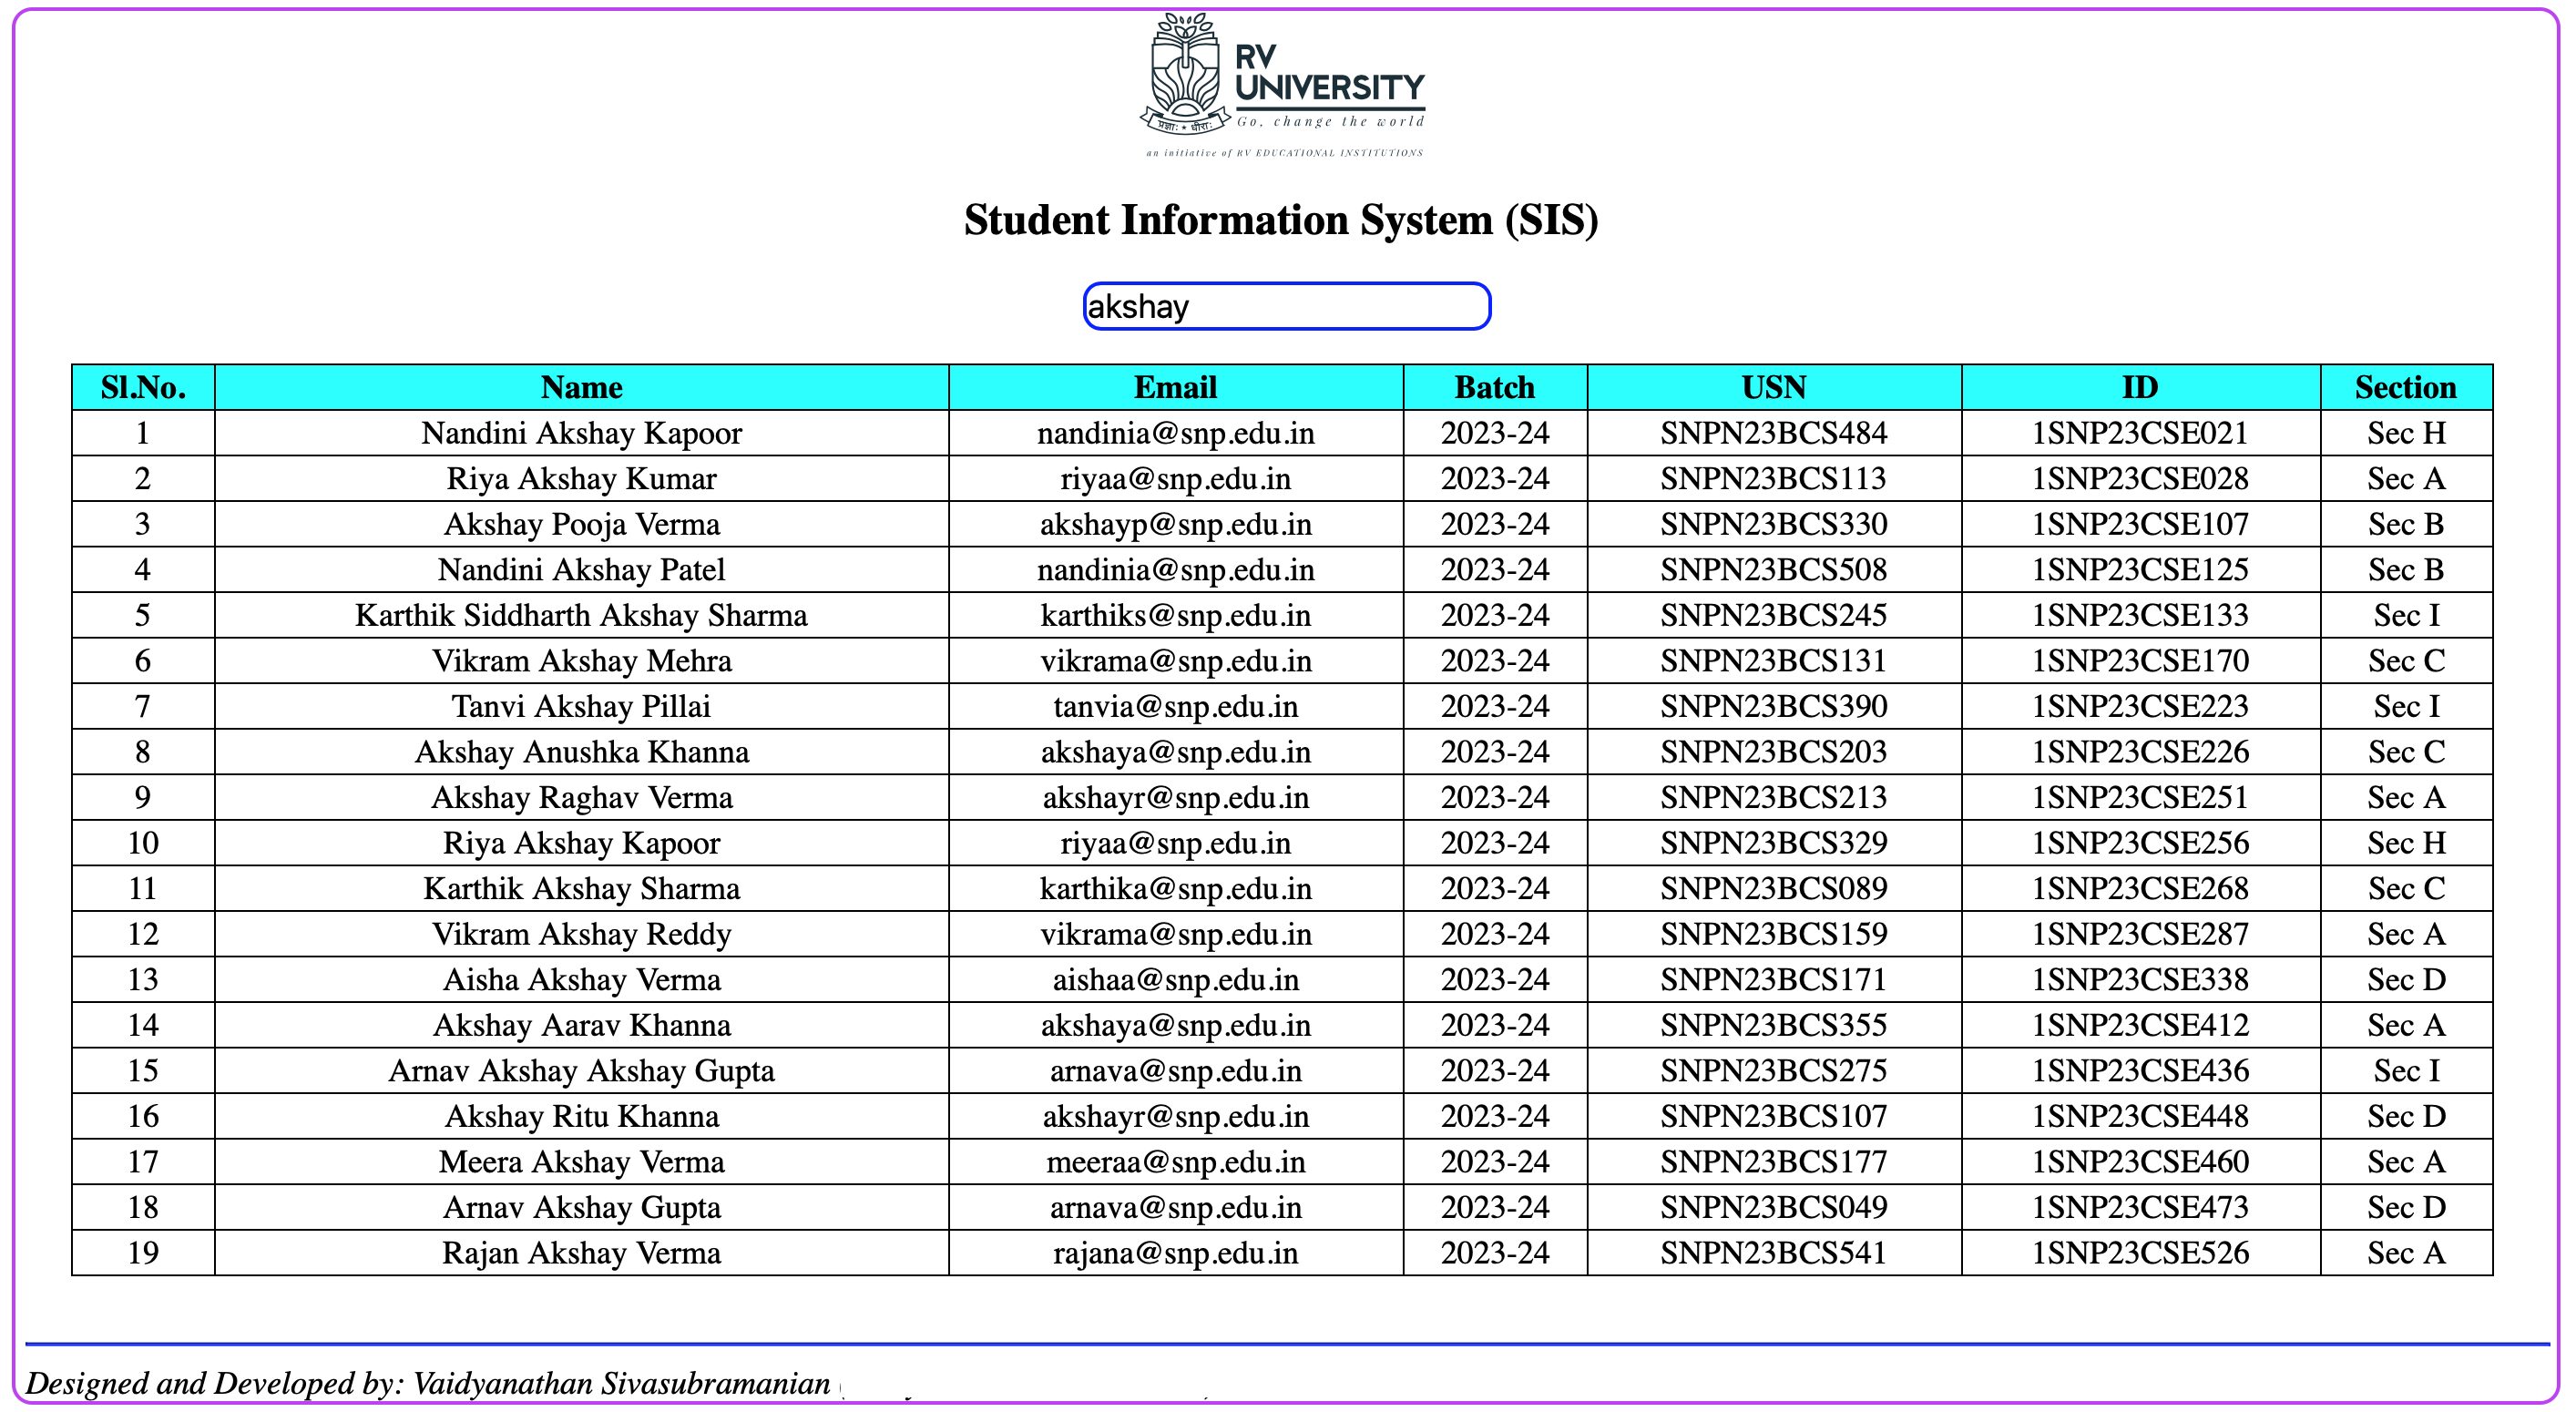 RV
UNIVERSITY
Go, change the world
प्रज्ञाः • धीराः
an initiative of RV EDUCATIONAL INSTITUTIONS
Student Information System (SIS)
akshay
Sl.No. Name Email Batch USN ID Section
1 Nandini Akshay Kapoor nandinia@snp.edu.in 2023-24 SNPN23BCS484 1SNP23CSE021 Sec H
2 Riya Akshay Kumar riyaa@snp.edu.in 2023-24 SNPN23BCS113 1SNP23CSE028 Sec A
3 Akshay Pooja Verma akshayp@snp.edu.in 2023-24 SNPN23BCS330 1SNP23CSE107 Sec B
4 Nandini Akshay Patel nandinia@snp.edu.in 2023-24 SNPN23BCS508 1SNP23CSE125 Sec B
5 Karthik Siddharth Akshay Sharma karthiks@snp.edu.in 2023-24 SNPN23BCS245 1SNP23CSE133 Sec I
6 Vikram Akshay Mehra vikrama@snp.edu.in 2023-24 SNPN23BCS131 1SNP23CSE170 Sec C
7 Tanvi Akshay Pillai tanvia@snp.edu.in 2023-24 SNPN23BCS390 1SNP23CSE223 Sec I
8 Akshay Anushka Khanna akshaya@snp.edu.in 2023-24 SNPN23BCS203 1SNP23CSE226 Sec C
9 Akshay Raghav Verma akshayr@snp.edu.in 2023-24 SNPN23BCS213 1SNP23CSE251 Sec A
10 Riya Akshay Kapoor riyaa@snp.edu.in 2023-24 SNPN23BCS329 1SNP23CSE256 Sec H
11 Karthik Akshay Sharma karthika@snp.edu.in 2023-24 SNPN23BCS089 1SNP23CSE268 Sec C
12 Vikram Akshay Reddy vikrama@snp.edu.in 2023-24 SNPN23BCS159 1SNP23CSE287 Sec A
13 Aisha Akshay Verma aishaa@snp.edu.in 2023-24 SNPN23BCS171 1SNP23CSE338 Sec D
14 Akshay Aarav Khanna akshaya@snp.edu.in 2023-24 SNPN23BCS355 1SNP23CSE412 Sec A
15 Arnav Akshay Akshay Gupta arnava@snp.edu.in 2023-24 SNPN23BCS275 1SNP23CSE436 Sec I
16 Akshay Ritu Khanna akshayr@snp.edu.in 2023-24 SNPN23BCS107 1SNP23CSE448 Sec D
17 Meera Akshay Verma meeraa@snp.edu.in 2023-24 SNPN23BCS177 1SNP23CSE460 Sec A
18 Arnav Akshay Gupta arnava@snp.edu.in 2023-24 SNPN23BCS049 1SNP23CSE473 Sec D
19 Rajan Akshay Verma rajana@snp.edu.in 2023-24 SNPN23BCS541 1SNP23CSE526 Sec A
Designed and Developed by: Vaidyanathan Sivasubramanian